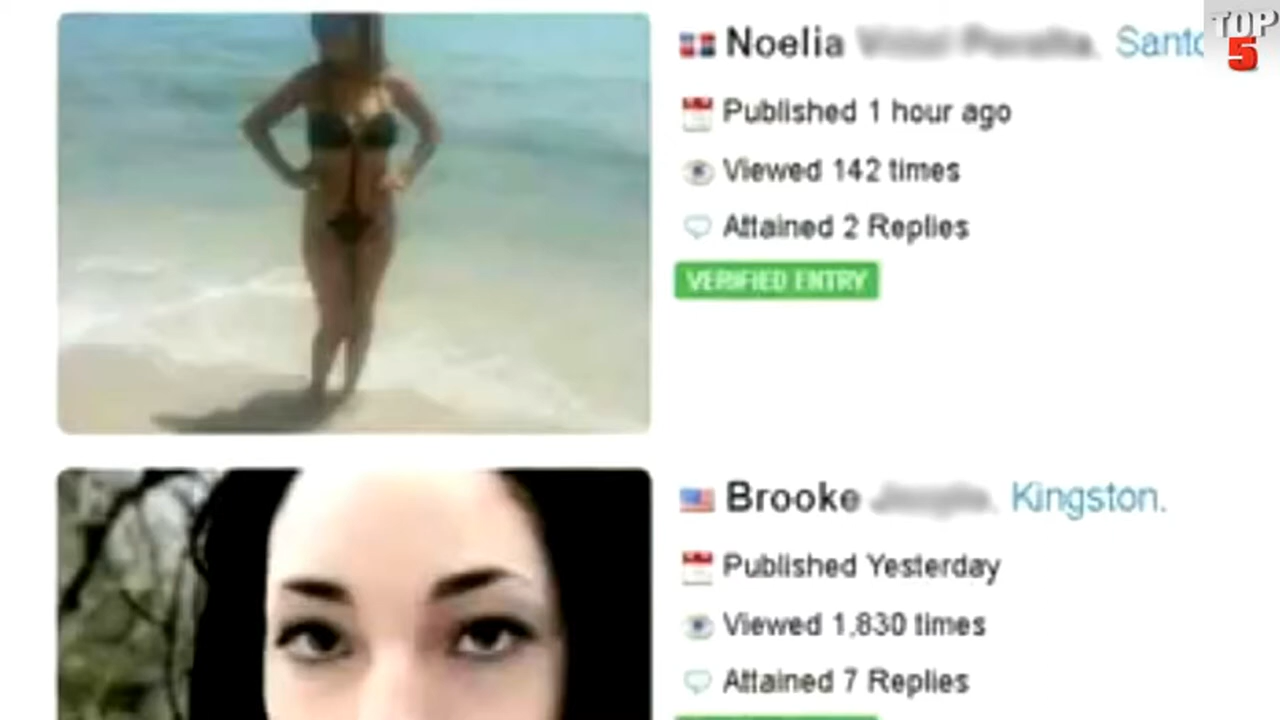 TOP
5
Noelia Santo
Published 1 hour ago
Viewed 142 times
Attained 2 Replies
VERIFIED ENTRY
Brooke Kingston.
Published Yesterday
Viewed 1,830 times
Attained 7 Replies